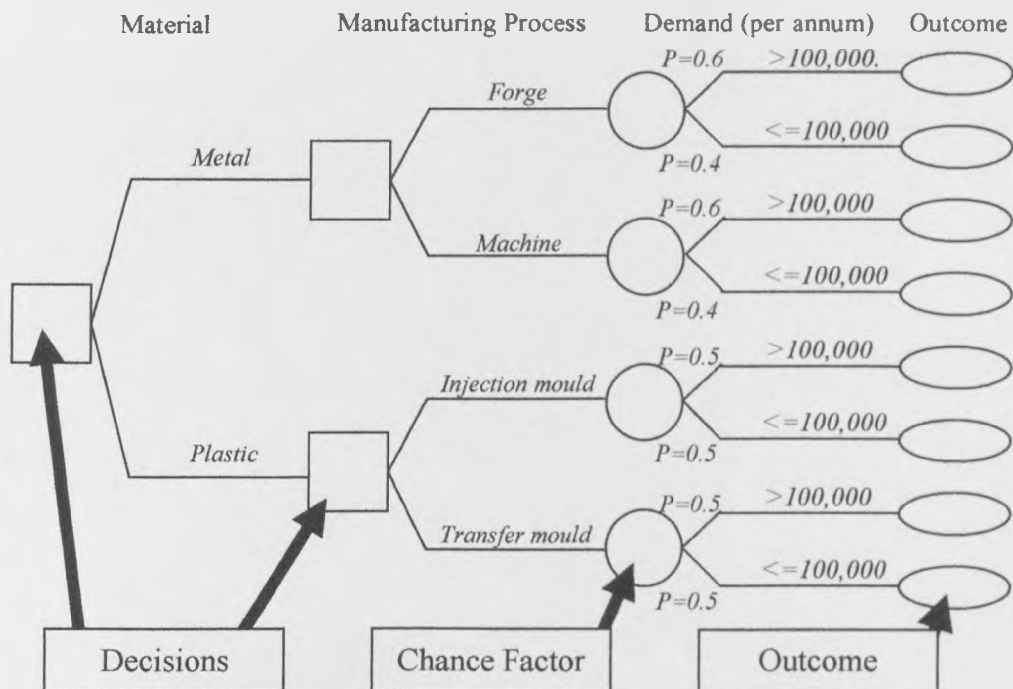 Material Manufacturing Process Demand (per annum) Outcome
P=0.6 >100,000.
Forge
<=100,000
P=0.4
Metal
P=0.6 >100,000
Machine
<=100,000
P=0.4
P=0.5 >100,000
Injection mould
<=100,000
P=0.5
Plastic
P=0.5 >100,000
Transfer mould
<=100,000
P=0.5
Decisions Chance Factor Outcome